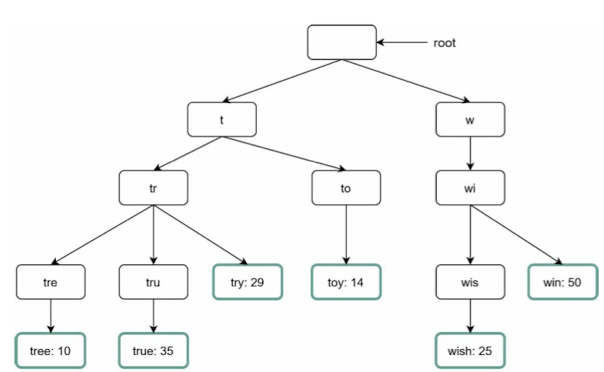 root
t
w
tr
to
wi
tre
tru
try: 29
toy: 14
wis
win: 50
tree: 10
true: 35
wish: 25